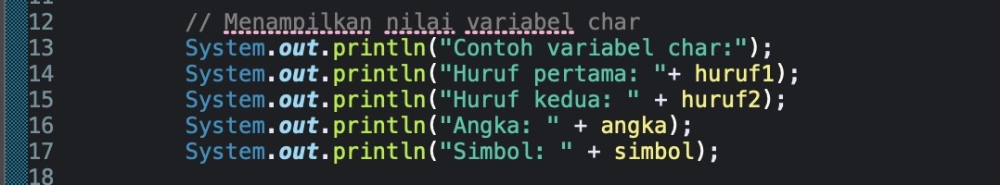 12 // Menampilkan nilai variabel char
13 System.out.println("Contoh variabel char:");
14 System.out.println("Huruf pertama: "+ huruf1);
15 System.out.println("Huruf kedua: " + huruf2);
16 System.out.println("Angka: " + angka);
17 System.out.println("Simbol: " + simbol);
18